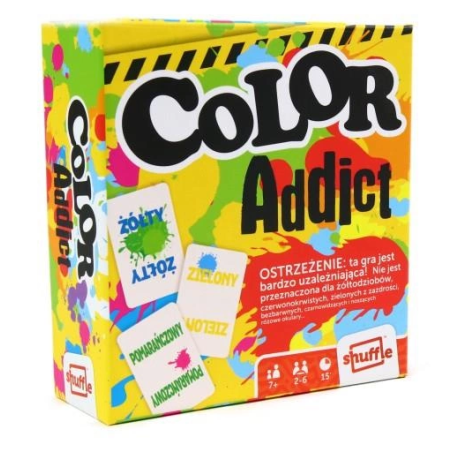 COLOR
Addict
COLOR
Addict
ŻÓŁTY
ŻÓŁTY
ZIELONY
ZIELONY
POMARAŃCZOWY
POMARAŃCZOWY
OSTRZEŻENIE: ta gra jest
bardzo uzależniająca! Nie jest
przeznaczona dla żółtodziobów,
czerwonokrwistych, zielonych z zazdrości,
bezbarwnych, czarnowidzących i noszących
różowe okulary...
7+
2-6
15'
shuffle
shuffle